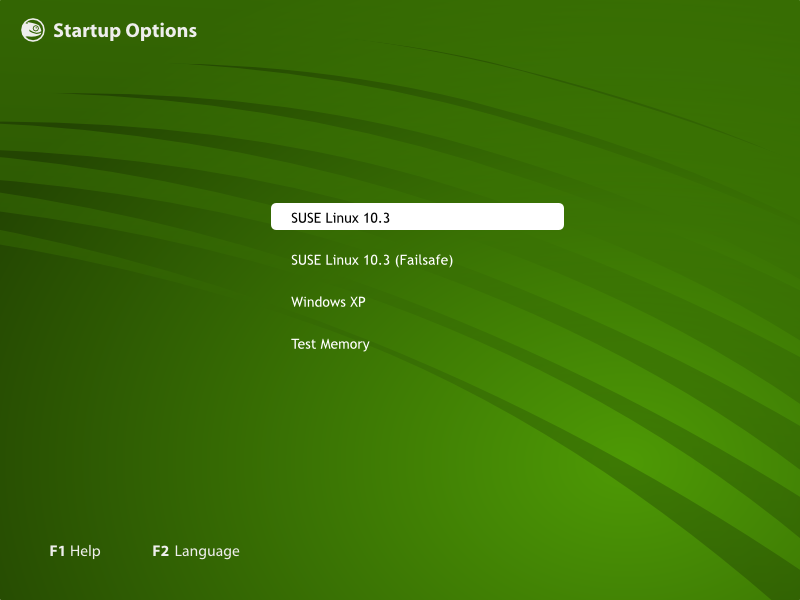 Startup Options
SUSE Linux 10.3
SUSE Linux 10.3 (Failsafe)
Windows XP
Test Memory
F1 Help F2 Language